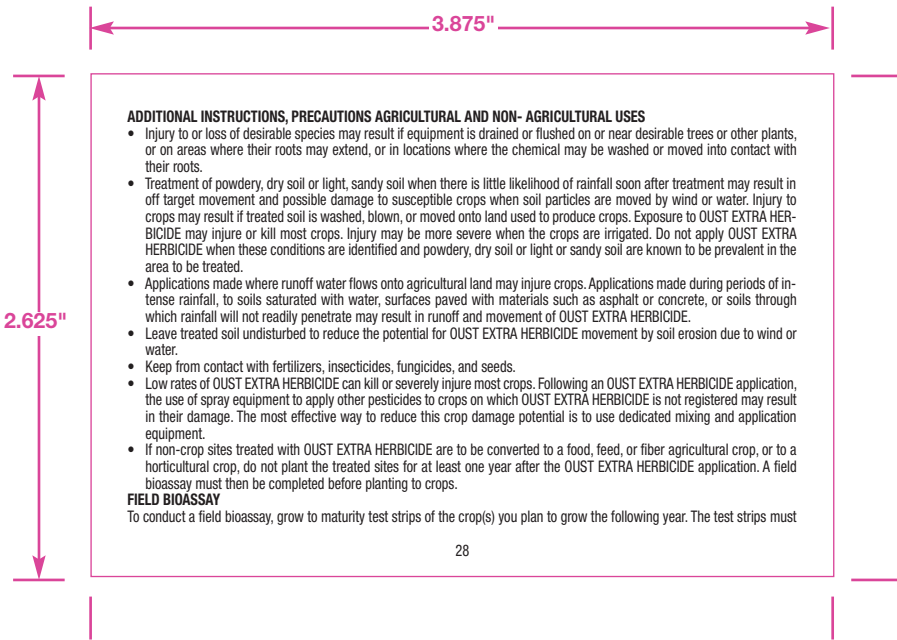 3.875"
ADDITIONAL INSTRUCTIONS, PRECAUTIONS AGRICULTURAL AND NON- AGRICULTURAL USES
• Injury to or loss of desirable species may result if equipment is drained or flushed on or near desirable trees or other plants,
or on areas where their roots may extend, or in locations where the chemical may be washed or moved into contact with
their roots.
• Treatment of powdery, dry soil or light, sandy soil when there is little likelihood of rainfall soon after treatment may result in
off target movement and possible damage to susceptible crops when soil particles are moved by wind or water. Injury to
crops may result if treated soil is washed, blown, or moved onto land used to produce crops. Exposure to OUST EXTRA HER-
BICIDE may injure or kill most crops. Injury may be more severe when the crops are irrigated. Do not apply OUST EXTRA
HERBICIDE when these conditions are identified and powdery, dry soil or light or sandy soil are known to be prevalent in the
area to be treated.
• Applications made where runoff water flows onto agricultural land may injure crops. Applications made during periods of in-
tense rainfall, to soils saturated with water, surfaces paved with materials such as asphalt or concrete, or soils through
which rainfall will not readily penetrate may result in runoff and movement of OUST EXTRA HERBICIDE.
2.625"
• Leave treated soil undisturbed to reduce the potential for OUST EXTRA HERBICIDE movement by soil erosion due to wind or
water.
• Keep from contact with fertilizers, insecticides, fungicides, and seeds.
• Low rates of OUST EXTRA HERBICIDE can kill or severely injure most crops. Following an OUST EXTRA HERBICIDE application,
the use of spray equipment to apply other pesticides to crops on which OUST EXTRA HERBICIDE is not registered may result
in their damage. The most effective way to reduce this crop damage potential is to use dedicated mixing and application
equipment.
• If non-crop sites treated with OUST EXTRA HERBICIDE are to be converted to a food, feed, or fiber agricultural crop, or to a
horticultural crop, do not plant the treated sites for at least one year after the OUST EXTRA HERBICIDE application. A field
bioassay must then be completed before planting to crops.
FIELD BIOASSAY
To conduct a field bioassay, grow to maturity test strips of the crop(s) you plan to grow the following year. The test strips must
28